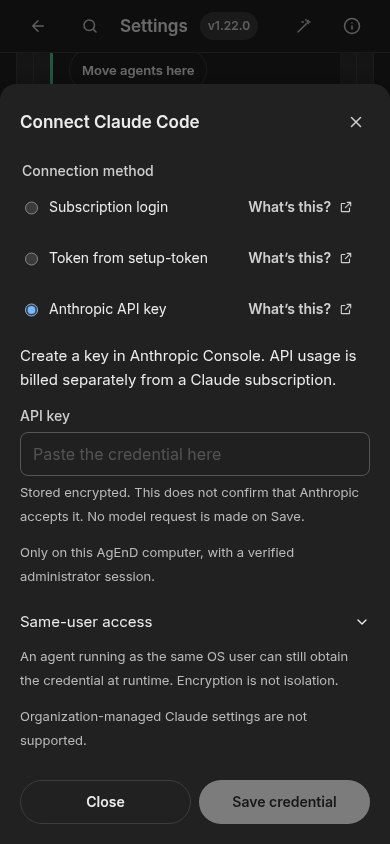 Settings
v1.22.0
Move agents here
Connect Claude Code
Connection method
Subscription login
What's this?
Token from setup-token
What's this?
Anthropic API key
What's this?
Create a key in Anthropic Console. API usage is
billed separately from a Claude subscription.
API key
Paste the credential here
Stored encrypted. This does not confirm that Anthropic
accepts it. No model request is made on Save.
Only on this AgEnD computer, with a verified
administrator session.
Same-user access
An agent running as the same OS user can still obtain
the credential at runtime. Encryption is not isolation.
Organization-managed Claude settings are not
supported.
Close
Save credential